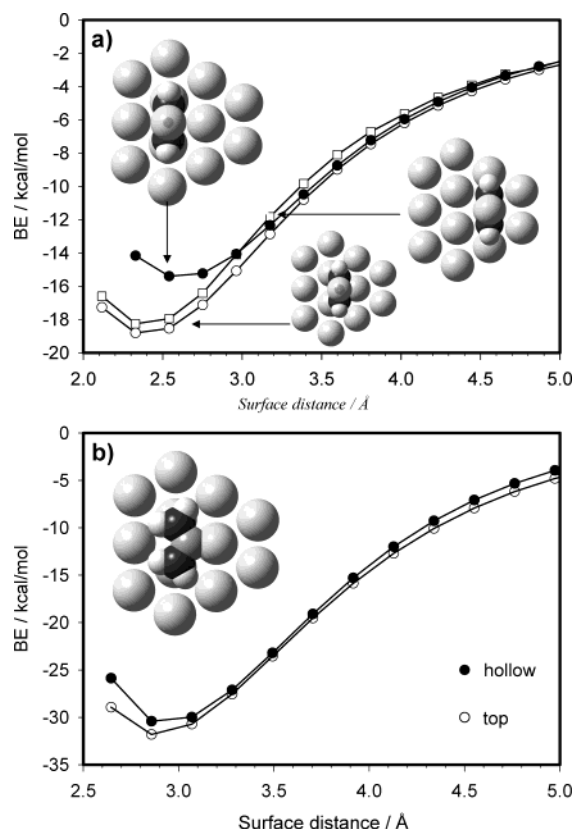 a)
BE / kcal/mol
0
-2
-4
-6
-8
-10
-12
-14
-16
-18
-20
2.0 2.5 3.0 3.5 4.0 4.5 5.0
Surface distance / Å
b)
BE / kcal/mol
0
-5
-10
-15
-20
-25
-30
-35
hollow
top
2.5 3.0 3.5 4.0 4.5 5.0
Surface distance / Å